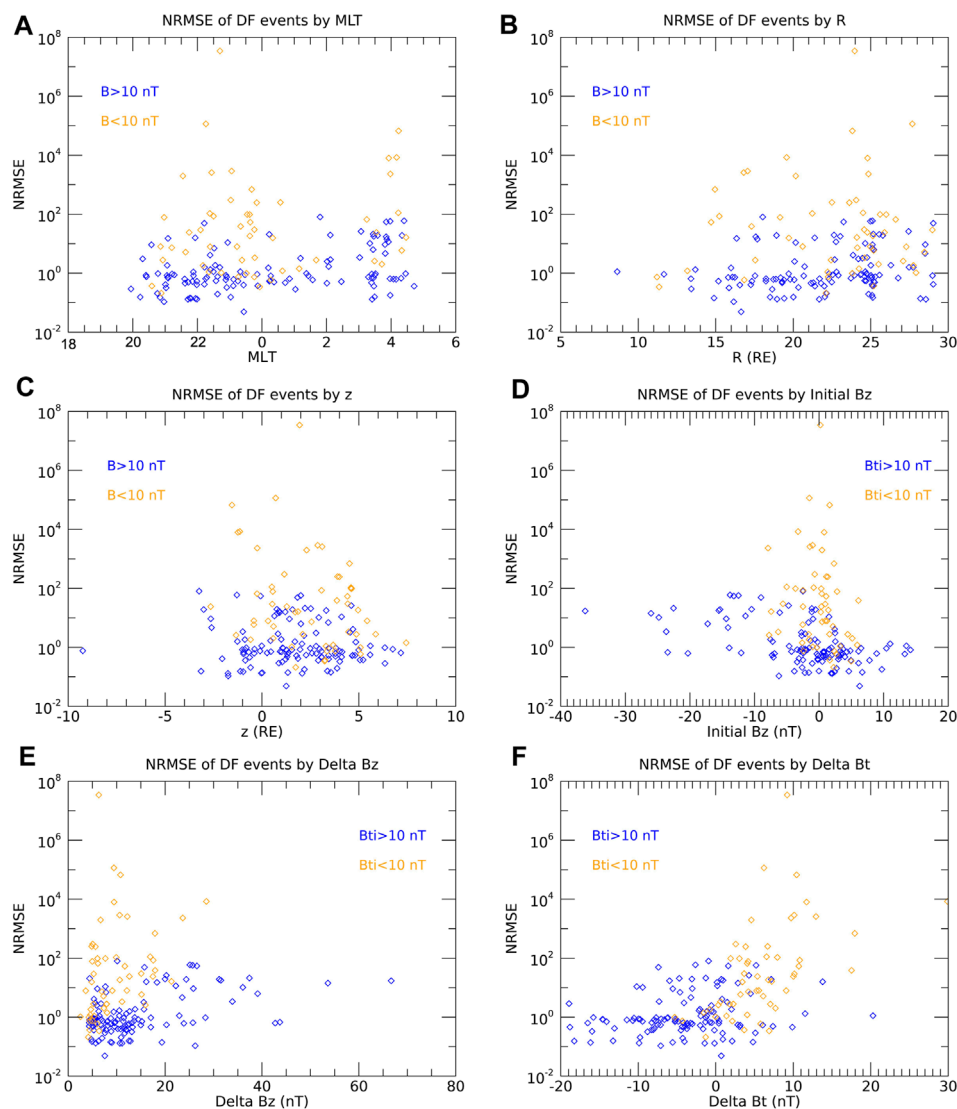 A
NRMSE of DF events by MLT
10^8
10^6
10^4
10^2
10^0
10^-2
NRMSE
B>10 nT
B<10 nT
18 20 22 0 2 4 6
MLT
B
NRMSE of DF events by R
10^8
10^6
10^4
10^2
10^0
10^-2
NRMSE
B>10 nT
B<10 nT
5 10 15 20 25 30
R (RE)
C
NRMSE of DF events by z
10^8
10^6
10^4
10^2
10^0
10^-2
NRMSE
B>10 nT
B<10 nT
-10 -5 0 5 10
z (RE)
D
NRMSE of DF events by Initial Bz
10^8
10^6
10^4
10^2
10^0
10^-2
NRMSE
Bti>10 nT
Bti<10 nT
-40 -30 -20 -10 0 10 20
Initial Bz (nT)
E
NRMSE of DF events by Delta Bz
10^8
10^6
10^4
10^2
10^0
10^-2
NRMSE
Bti>10 nT
Bti<10 nT
0 20 40 60 80
Delta Bz (nT)
F
NRMSE of DF events by Delta Bt
10^8
10^6
10^4
10^2
10^0
10^-2
NRMSE
Bti>10 nT
Bti<10 nT
-20 -10 0 10 20 30
Delta Bt (nT)